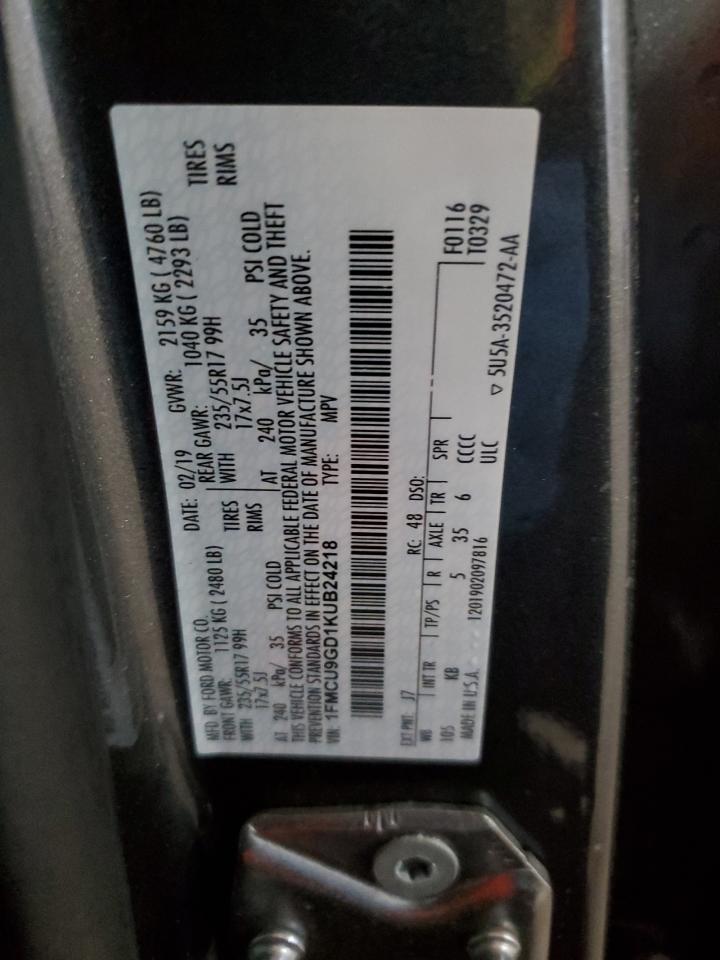 MFD BY FORD MOTOR CO. DATE: 02/19 GVWR: 2159 KG ( 4760 LB)
FRONT GAWR: 1125 KG ( 2480 LB) REAR GAWR: 1040 KG ( 2293 LB)
WITH 235/55R17 99H TIRES WITH 235/55R17 99H TIRES
17x7.5J RIMS 17x7.5J RIMS
AT 240 kPa/ 35 PSI COLD AT 240 kPa/ 35 PSI COLD
THIS VEHICLE CONFORMS TO ALL APPLICABLE FEDERAL MOTOR VEHICLE SAFETY AND THEFT
PREVENTION STANDARDS IN EFFECT ON THE DATE OF MANUFACTURE SHOWN ABOVE.
VIN: 1FMCU9GD1KUB24218 TYPE: MPV
EXT PNT: J7 RC: 48 DSO: F0116
WB INT TR TP/PS R AXLE TR SPR T0329
105 KB 5 35 6 CCCC
MADE IN U.S.A. 1201902097816 ULC ▽ 5U5A-3520472-AA